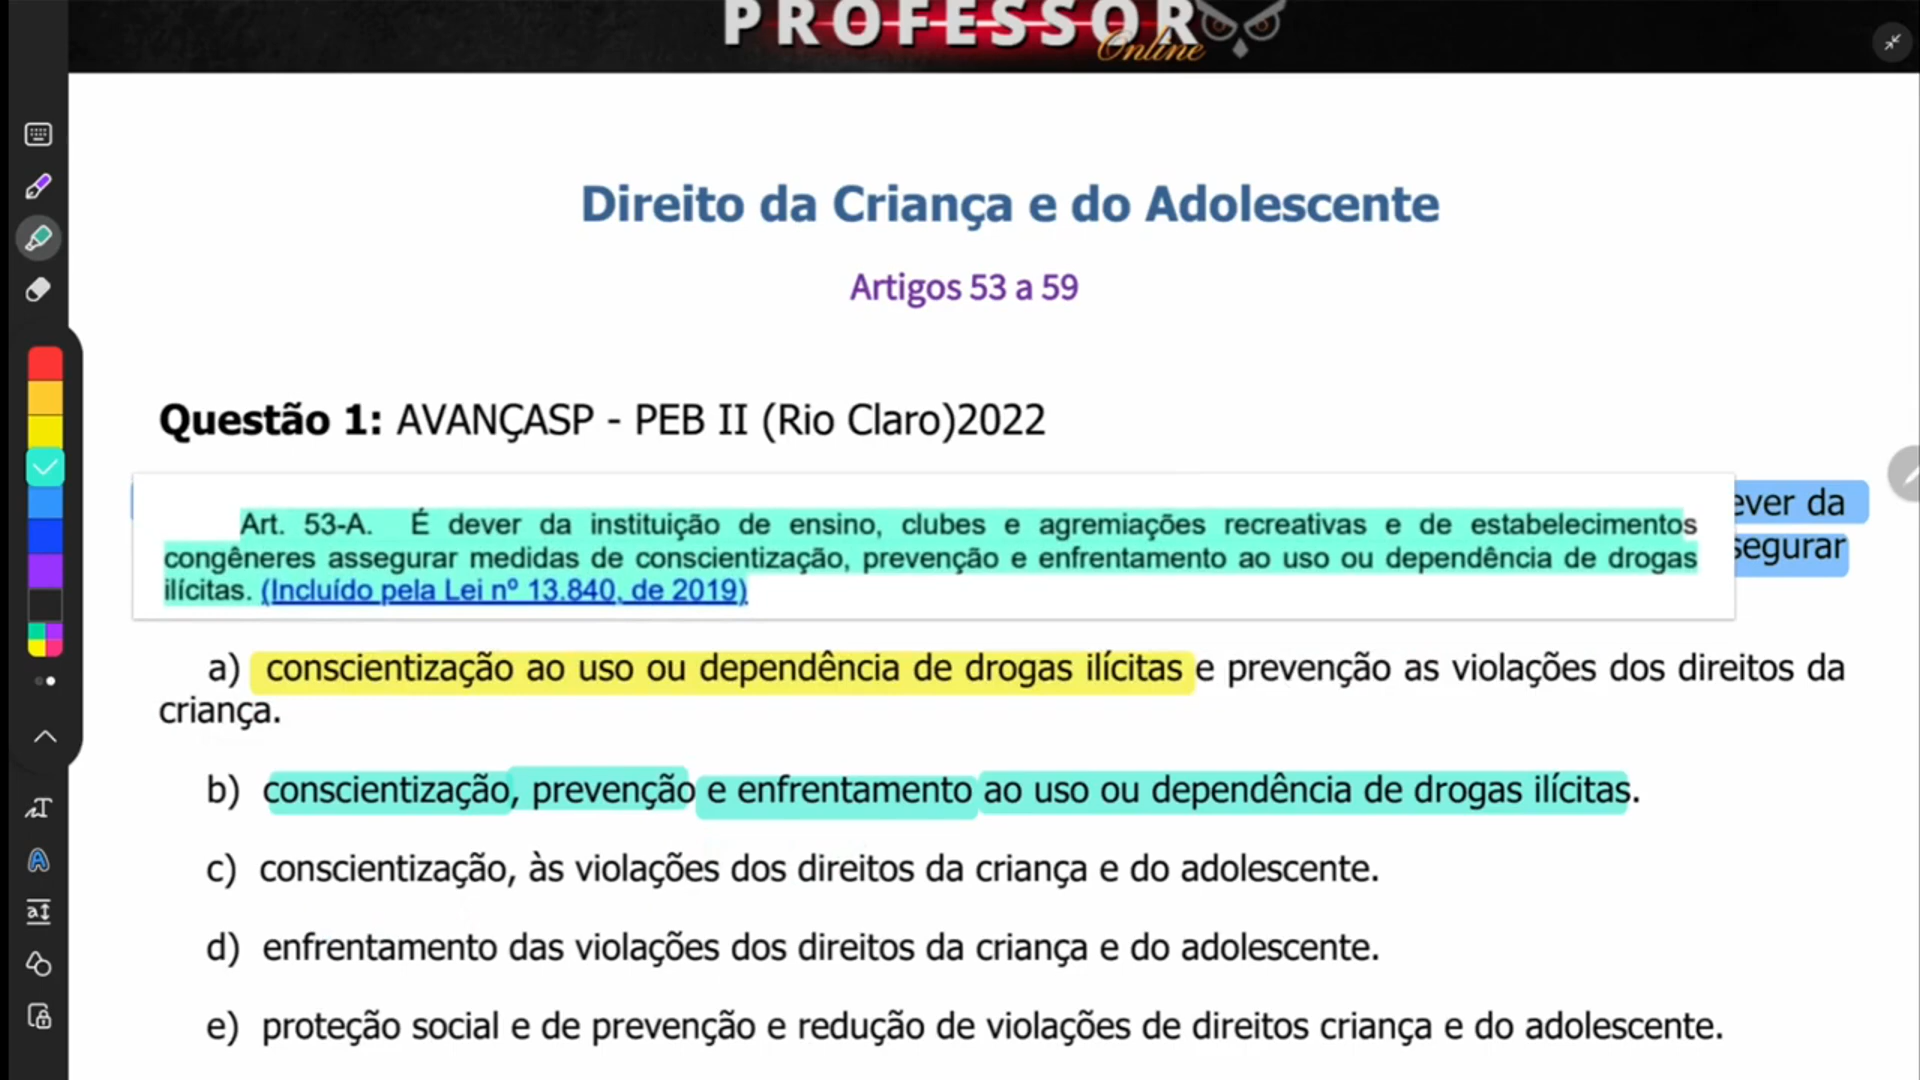 PROFESSOR
Online
Direito da Criança e do Adolescente
Artigos 53 a 59
Questão 1: AVANÇASP - PEB II (Rio Claro)2022
ever da
segurar
Art. 53-A. É dever da instituição de ensino, clubes e agremiações recreativas e de estabelecimentos
congêneres assegurar medidas de conscientização, prevenção e enfrentamento ao uso ou dependência de drogas
ilícitas. (Incluído pela Lei nº 13.840, de 2019)
a) conscientização ao uso ou dependência de drogas ilícitas e prevenção as violações dos direitos da
criança.
b) conscientização, prevenção e enfrentamento ao uso ou dependência de drogas ilícitas.
c) conscientização, às violações dos direitos da criança e do adolescente.
d) enfrentamento das violações dos direitos da criança e do adolescente.
e) proteção social e de prevenção e redução de violações de direitos criança e do adolescente.